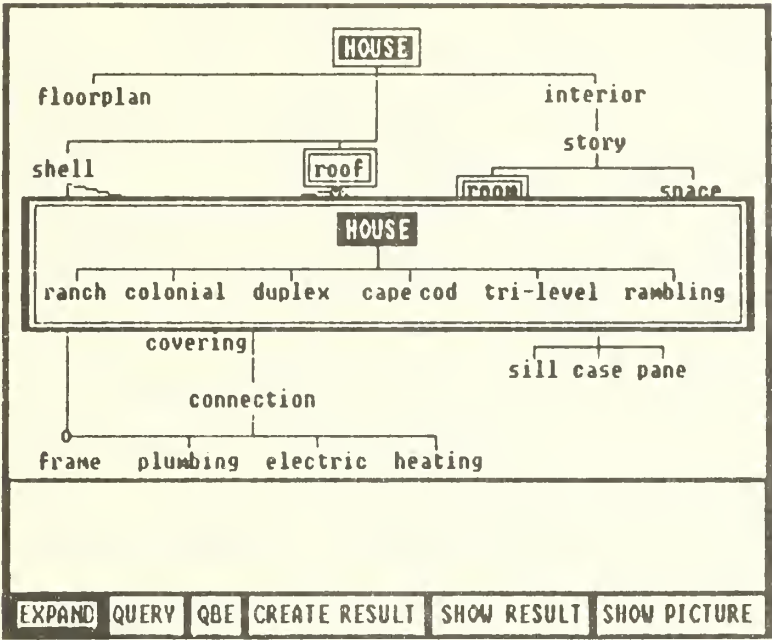 HOUSE
floorplan interior
story
shell roof room space
HOUSE
ranch colonial duplex cape cod tri-level rambling
covering
sill case pane
connection
frame plumbing electric heating
EXPAND QUERY QBE CREATE RESULT SHOW RESULT SHOW PICTURE